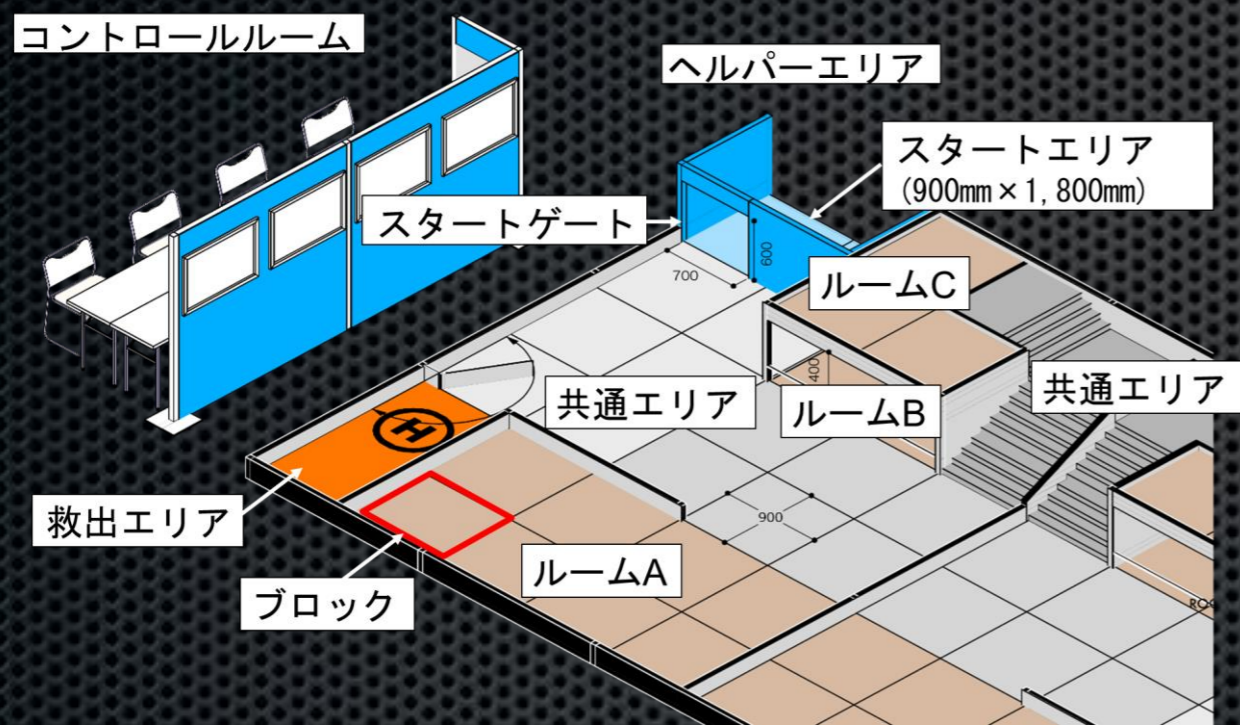 コントロールルーム
ヘルパーエリア
スタートエリア
(900mm×1,800mm)
スタートゲート
700
600
ルームC
400
共通エリア
ルームB
共通エリア
H
救出エリア
900
ルームA
ブロック